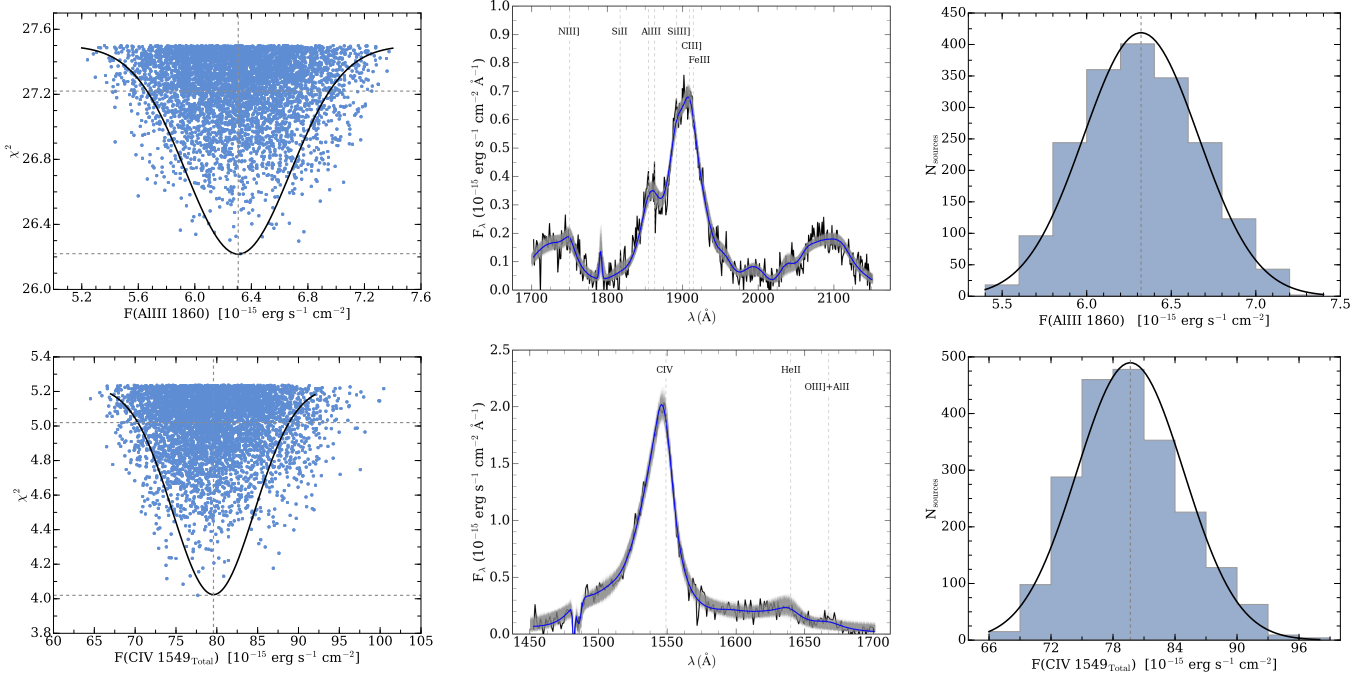 27.6
27.2
26.8
26.4
26.0
χ²
5.2 5.6 6.0 6.4 6.8 7.2 7.6
F(AlIII 1860) [10⁻¹⁵ erg s⁻¹ cm⁻²]
1.0
0.9
0.8
0.7
0.6
0.5
0.4
0.3
0.2
0.1
0.0
F_λ (10⁻¹⁵ erg s⁻¹ cm⁻² Å⁻¹)
NIII] SiII AlIII SiIII]
CIII]
FeIII
1700 1800 1900 2000 2100
λ (Å)
450
400
350
300
250
200
150
100
50
0
N_sources
5.5 6.0 6.5 7.0 7.5
F(AlIII 1860) [10⁻¹⁵ erg s⁻¹ cm⁻²]
5.4
5.2
5.0
4.8
4.6
4.4
4.2
4.0
3.8
χ²
60 65 70 75 80 85 90 95 100 105
F(CIV 1549_Total) [10⁻¹⁵ erg s⁻¹ cm⁻²]
2.5
2.0
1.5
1.0
0.5
0.0
F_λ (10⁻¹⁵ erg s⁻¹ cm⁻² Å⁻¹)
CIV HeII
OIII]+AlII
1450 1500 1550 1600 1650 1700
λ (Å)
500
400
300
200
100
0
N_sources
66 72 78 84 90 96
F(CIV 1549_Total) [10⁻¹⁵ erg s⁻¹ cm⁻²]